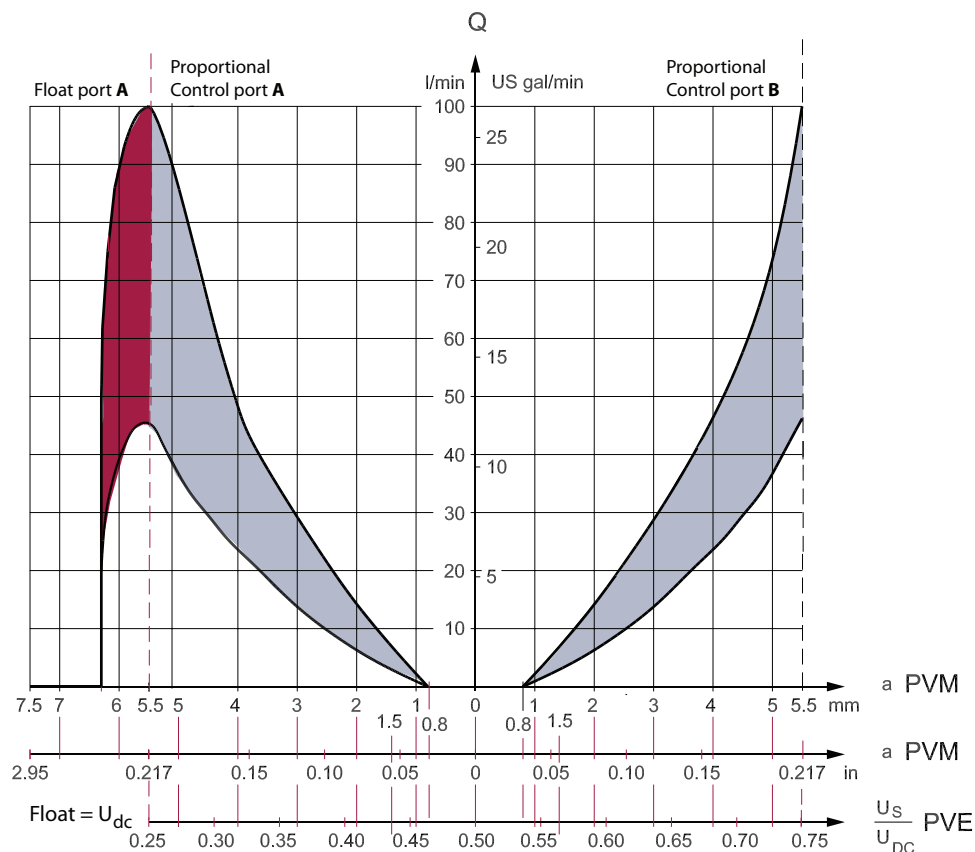 Q
Float port A
Proportional
Control port A
l/min
US gal/min
Proportional
Control port B
100
90
80
70
60
50
40
30
20
10
25
20
15
10
5
7.5 7 6 5.5 5 4 3 2 1 0 1 2 3 4 5 5.5 mm
a PVM
1.5 0.8 0.8 1.5
a PVM
2.95 0.217 0.15 0.10 0.05 0 0.05 0.10 0.15 0.217 in
Float = Udc
US
UDC
PVE
0.25 0.30 0.35 0.40 0.45 0.50 0.55 0.60 0.65 0.70 0.75